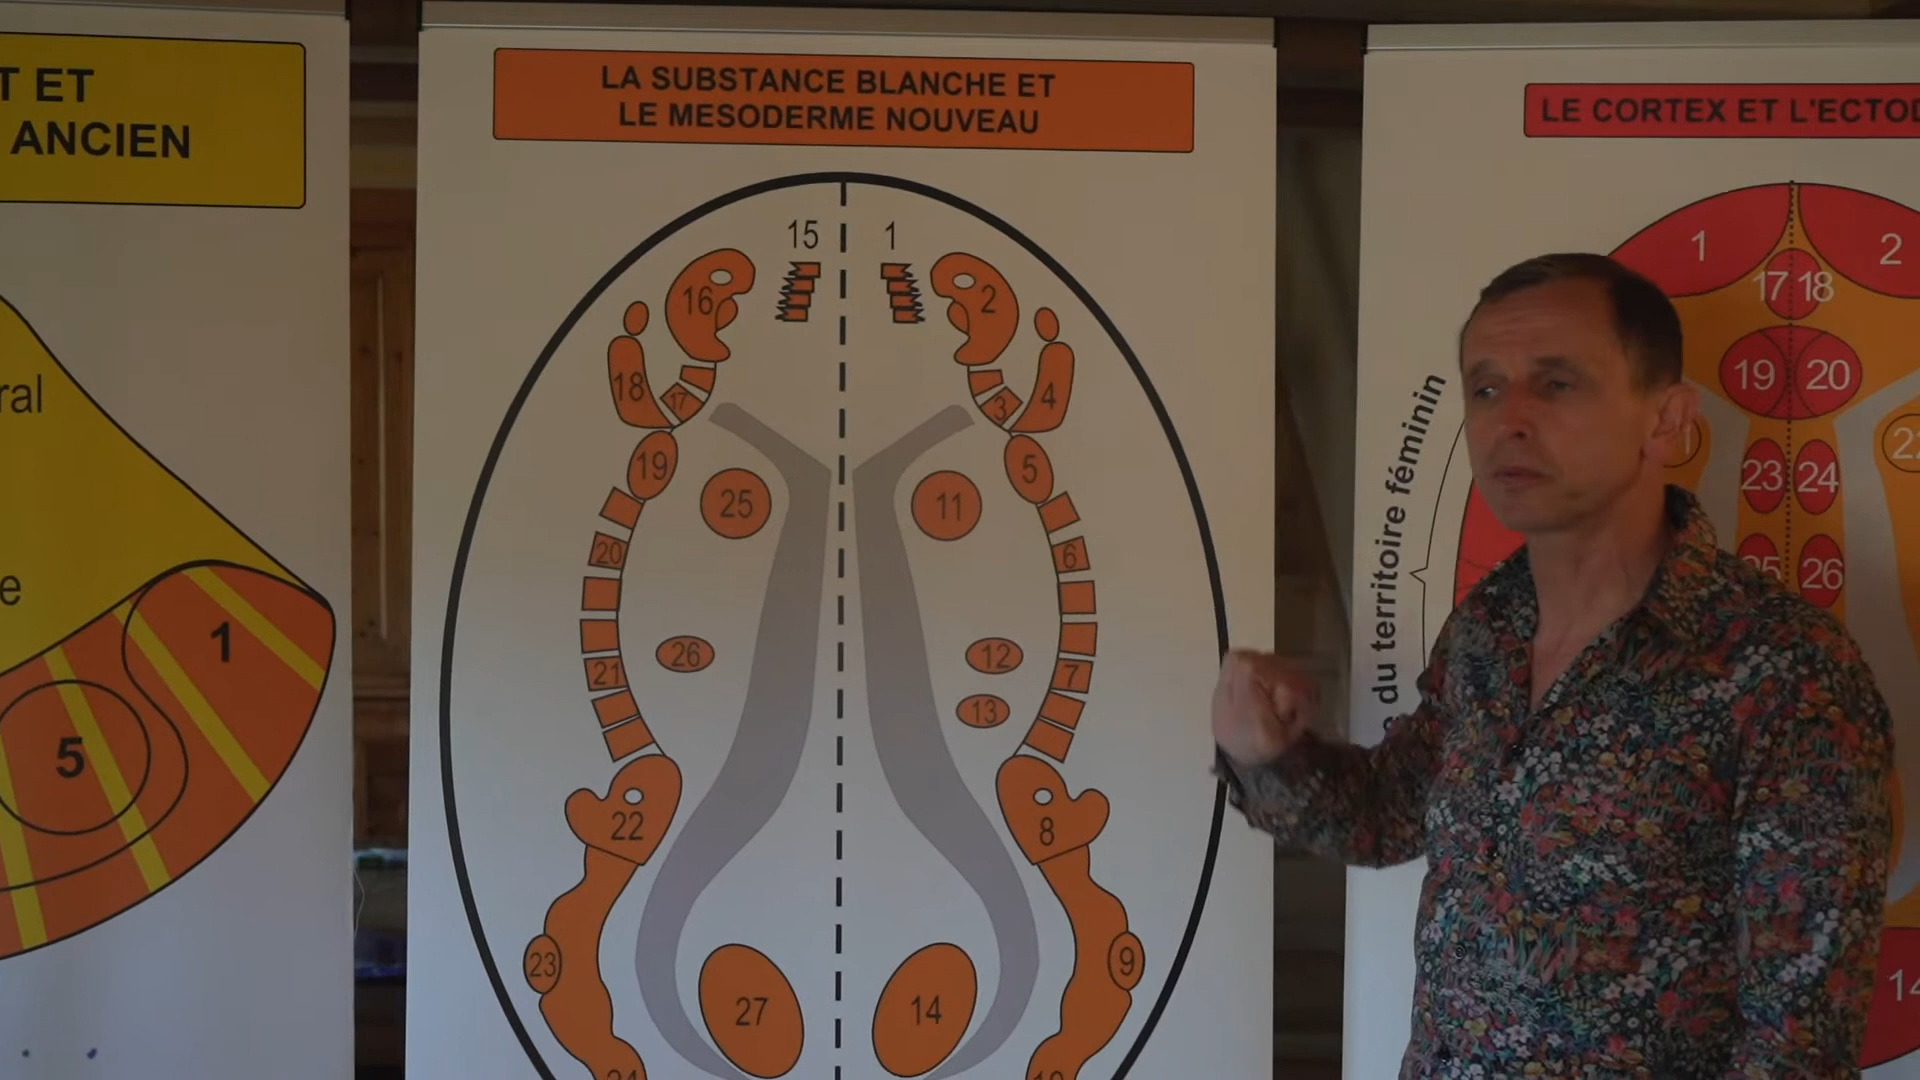 T ET
ANCIEN
ral
e
1
5
LA SUBSTANCE BLANCHE ET
LE MESODERME NOUVEAU
15 1
16 2
18 17 3 4
19 5
25 11
20 6
26 12
21 7
13
22 8
23 9
27 14
LE CORTEX ET L'ECTOD
1 2
17 18
19 20
23 24
26
14
du territoire féminin